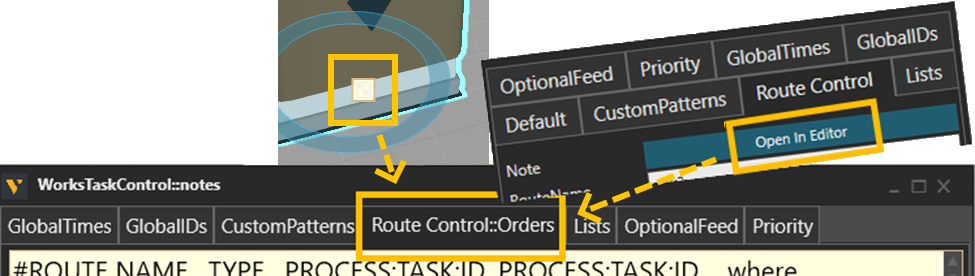 OptionalFeed Priority GlobalTimes GlobalIDs
Default CustomPatterns Route Control Lists
Note Open In Editor
RouteName
WorksTaskControl::notes
GlobalTimes GlobalIDs CustomPatterns Route Control::Orders Lists OptionalFeed Priority
#ROUTE NAME TYPE PROCESS:TASK:ID PROCESS:TASK:ID where